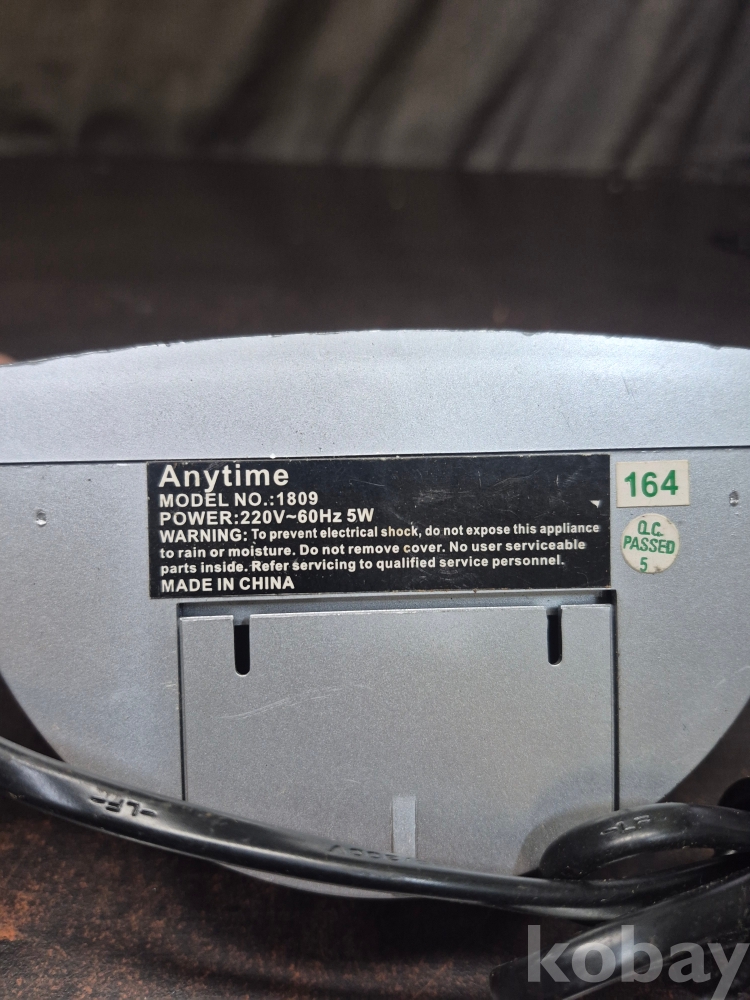 Anytime
MODEL NO.:1809
POWER:220V~60Hz 5W
WARNING: To prevent electrical shock, do not expose this appliance
to rain or moisture. Do not remove cover. No user serviceable
parts inside. Refer servicing to qualified service personnel.
MADE IN CHINA
164
Q.C.
PASSED
5
-LF-
-LF
kobay